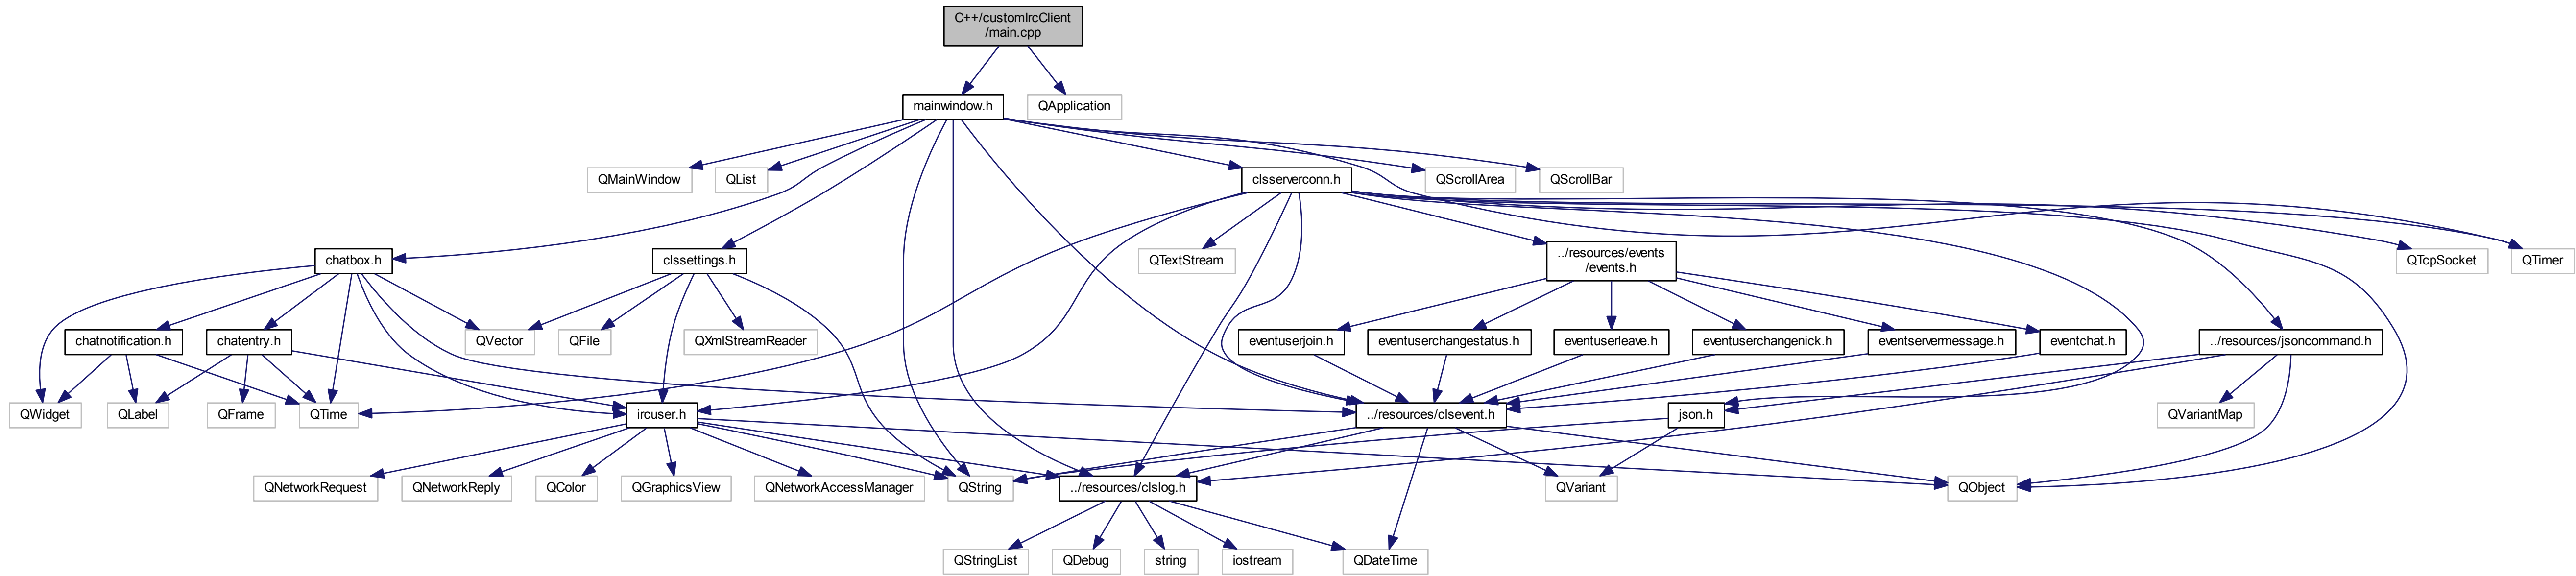 C++/customIrcClient
/main.cpp
mainwindow.h
QApplication
QMainWindow
QList
clsserverconn.h
QScrollArea
QScrollBar
chatbox.h
clssettings.h
QTextStream
../resources/events
/events.h
QTcpSocket
QTimer
chatnotification.h
chatentry.h
QVector
QFile
QXmlStreamReader
eventuserjoin.h
eventuserchangestatus.h
eventuserleave.h
eventuserchangenick.h
eventservermessage.h
eventchat.h
../resources/jsoncommand.h
QWidget
QLabel
QFrame
QTime
ircuser.h
../resources/clsevent.h
json.h
QVariantMap
QNetworkRequest
QNetworkReply
QColor
QGraphicsView
QNetworkAccessManager
QString
../resources/clslog.h
QVariant
QObject
QStringList
QDebug
string
iostream
QDateTime